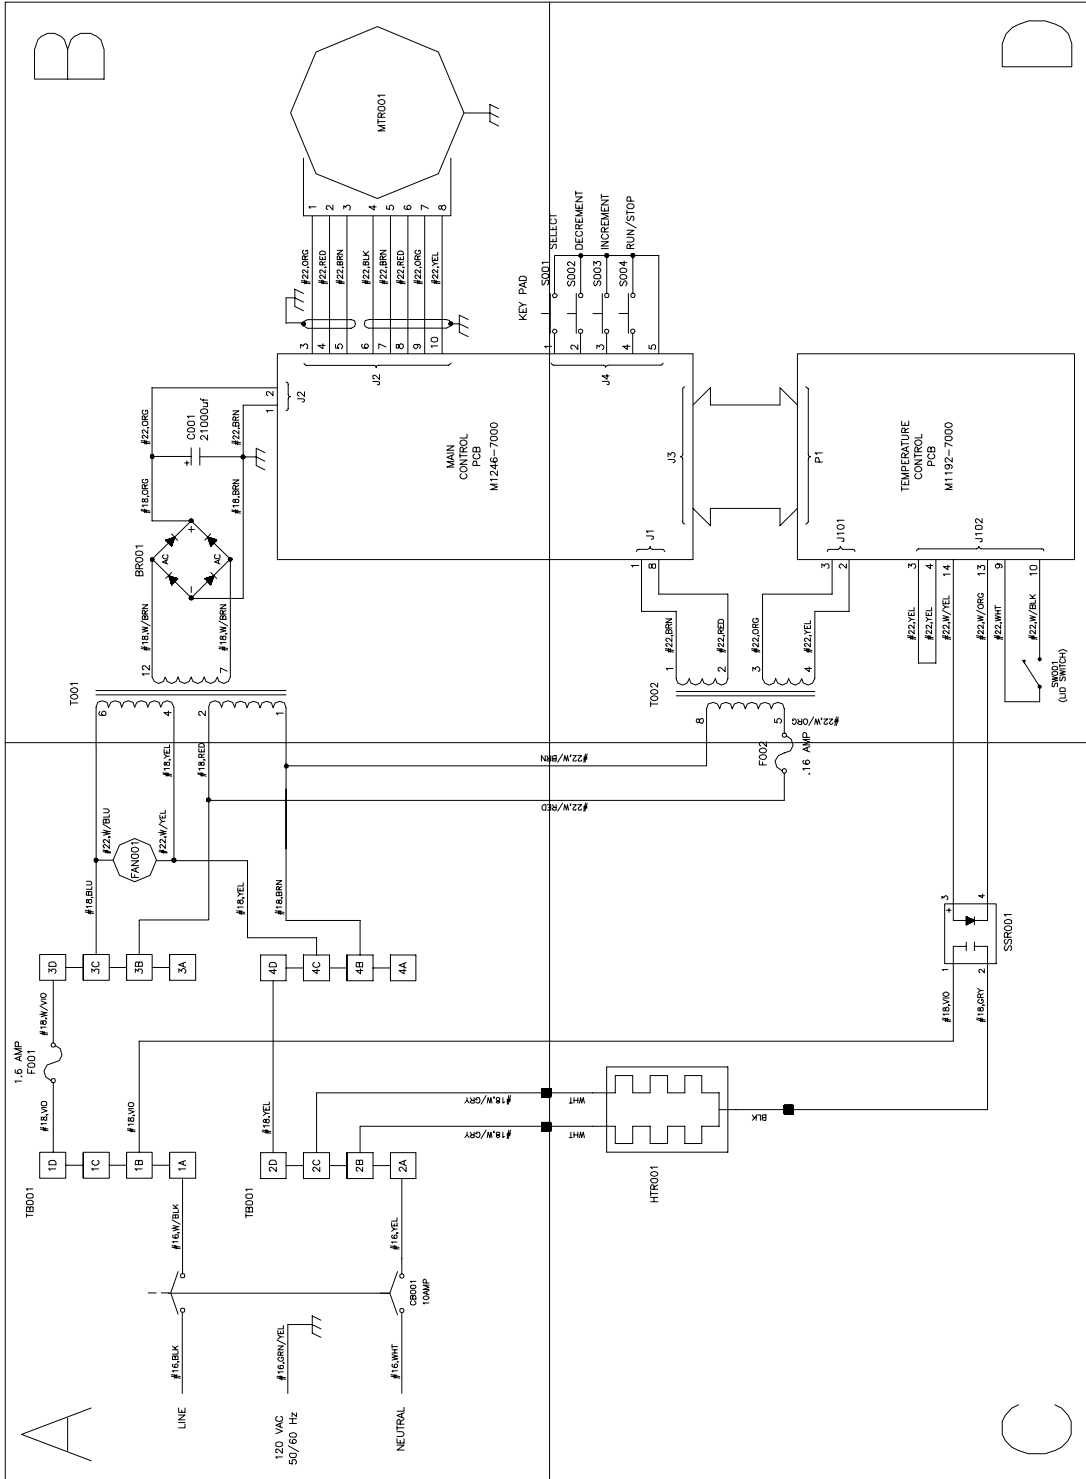 A
LINE
120 VAC
50/60 Hz
NEUTRAL
#16,BLK
#16,GRN/YEL
#16,WHT
CB001
10AMP
#16,W/BLK
#16,YEL
TB001
1D
1C
1B
1A
TB001
2D
2C
2B
2A
#18,VIO
#18,VIO
#18,YEL
#18,W/GRY
#18,W/GRY
1.6 AMP
F001
#18,W/VIO
3D
3C
3B
3A
4D
4C
4B
4A
#18,BLU
#18,YEL
#18,BRN
FAN001
#22,W/BLU
#22,W/YEL
#18,YEL
#18,RED
#22,W/BRN
#22,W/RED
B
T001
6
4
2
1
12
7
#18,W/BRN
#18,W/BRN
BR001
AC
AC
+
-
#18,ORG
#18,BRN
+
C001
21000uf
#22,ORG
#22,BRN
1
2
J2
MAIN
CONTROL
PCB
M1246-7000
J2
3
4
5
6
7
8
9
10
#22,ORG
#22,RED
#22,BRN
#22,BLK
#22,BRN
#22,RED
#22,ORG
#22,YEL
1
2
3
4
5
6
7
8
MTR001
C
WHT
WHT
HTR001
BLK
#18,VIO
#18,GRY
1
2
+
3
4
SSR001
F002
.16 AMP
D
#22,W/ORG
T002
8
5
1
2
3
4
#22,BRN
#22,RED
#22,ORG
#22,YEL
1
8
J1
3
2
J101
J3
P1
KEY PAD
J4
1
2
3
4
5
S001
SELECT
S002
DECREMENT
S003
INCREMENT
S004
RUN/STOP
TEMPERATURE
CONTROL
PCB
M1192-7000
J102
3
4
14
13
9
10
#22,YEL
#22,YEL
#22,W/YEL
#22,W/ORG
#22,WHT
#22,W/BLK
SW001
(LID SWITCH)